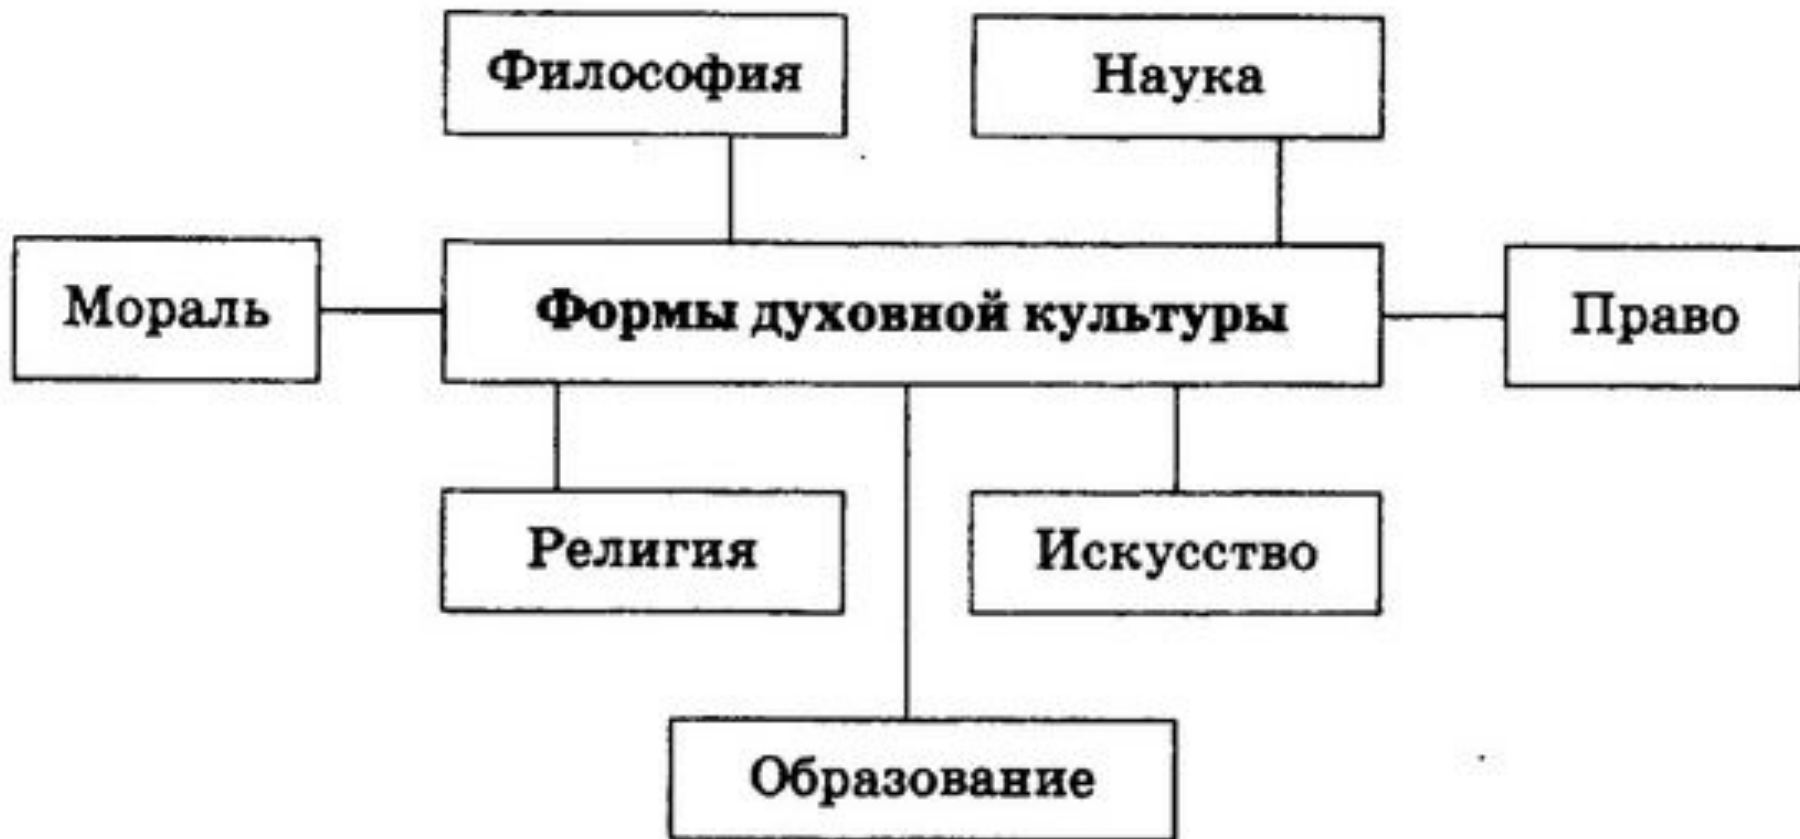 Философия
Наука
Мораль
Формы духовной культуры
Право
Религия
Искусство
Образование